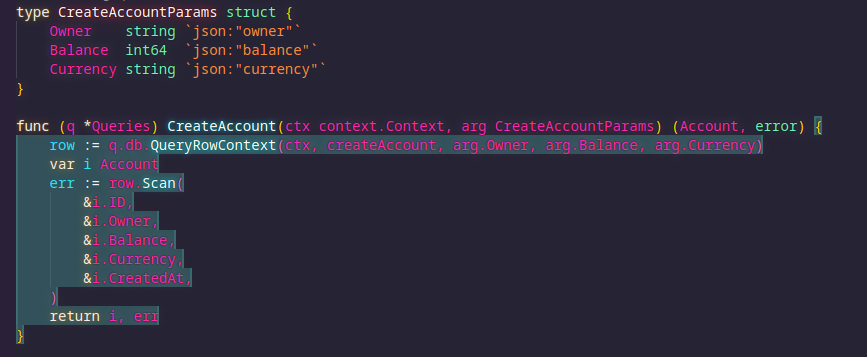 type CreateAccountParams struct {
    Owner    string `json:"owner"`
    Balance  int64  `json:"balance"`
    Currency string `json:"currency"`
}

func (q *Queries) CreateAccount(ctx context.Context, arg CreateAccountParams) (Account, error) {
    row := q.db.QueryRowContext(ctx, createAccount, arg.Owner, arg.Balance, arg.Currency)
    var i Account
    err := row.Scan(
        &i.ID,
        &i.Owner,
        &i.Balance,
        &i.Currency,
        &i.CreatedAt,
    )
    return i, err
}